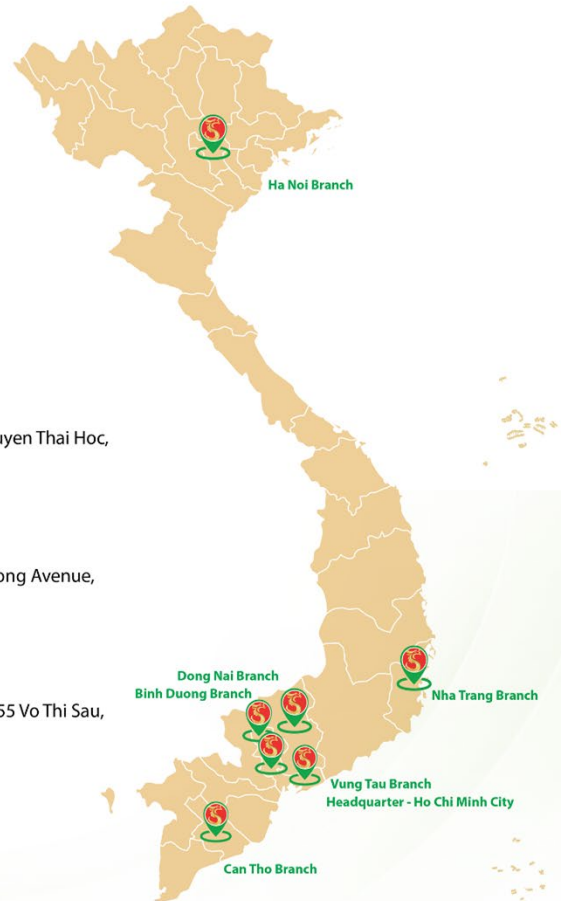 Ha Noi Branch
uyen Thai Hoc,
ong Avenue,
55 Vo Thi Sau,
Dong Nai Branch
Binh Duong Branch
Nha Trang Branch
Vung Tau Branch
Headquarter - Ho Chi Minh City
Can Tho Branch